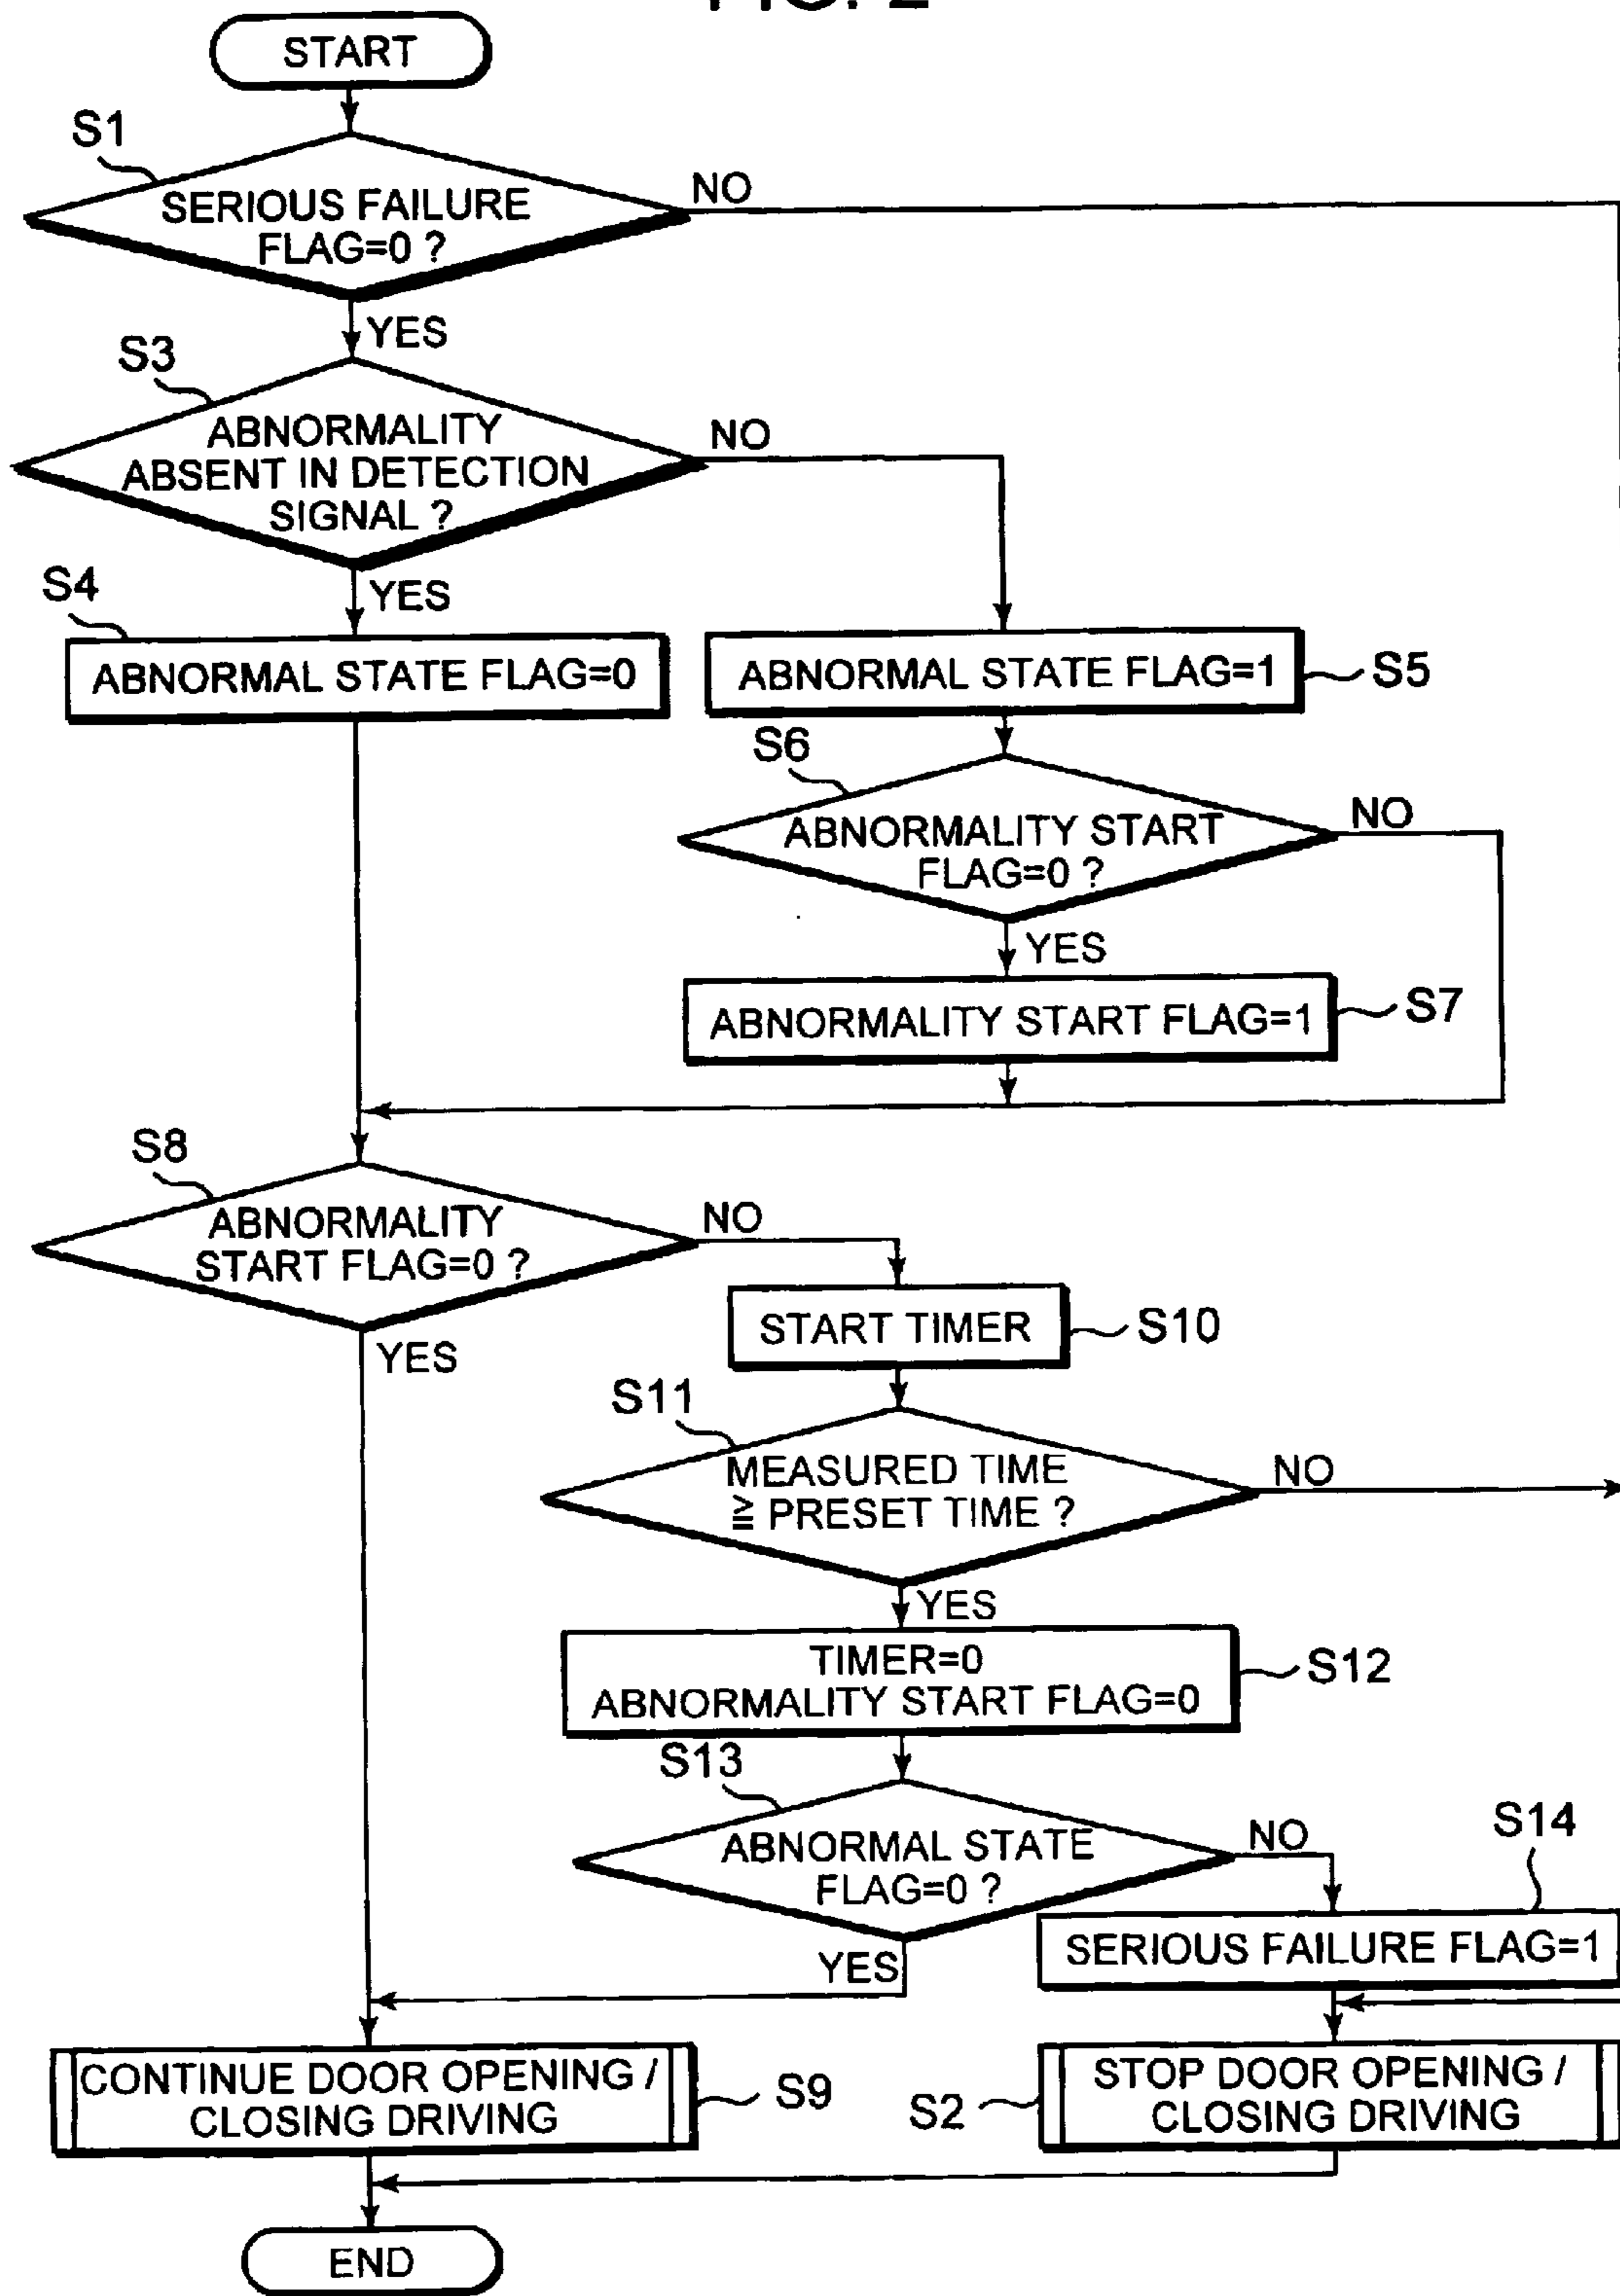 START
S1
SERIOUS FAILURE
FLAG=0 ?
NO
YES
S3
ABNORMALITY
ABSENT IN DETECTION
SIGNAL ?
NO
YES
S4
ABNORMAL STATE FLAG=0
ABNORMAL STATE FLAG=1
S5
S6
ABNORMALITY START
FLAG=0 ?
NO
YES
ABNORMALITY START FLAG=1
S7
S8
ABNORMALITY
START FLAG=0 ?
NO
YES
START TIMER
S10
S11
MEASURED TIME
≧ PRESET TIME ?
NO
YES
TIMER=0
ABNORMALITY START FLAG=0
S12
S13
ABNORMAL STATE
FLAG=0 ?
NO
YES
S14
SERIOUS FAILURE FLAG=1
CONTINUE DOOR OPENING /
CLOSING DRIVING
S9
S2
STOP DOOR OPENING /
CLOSING DRIVING
END